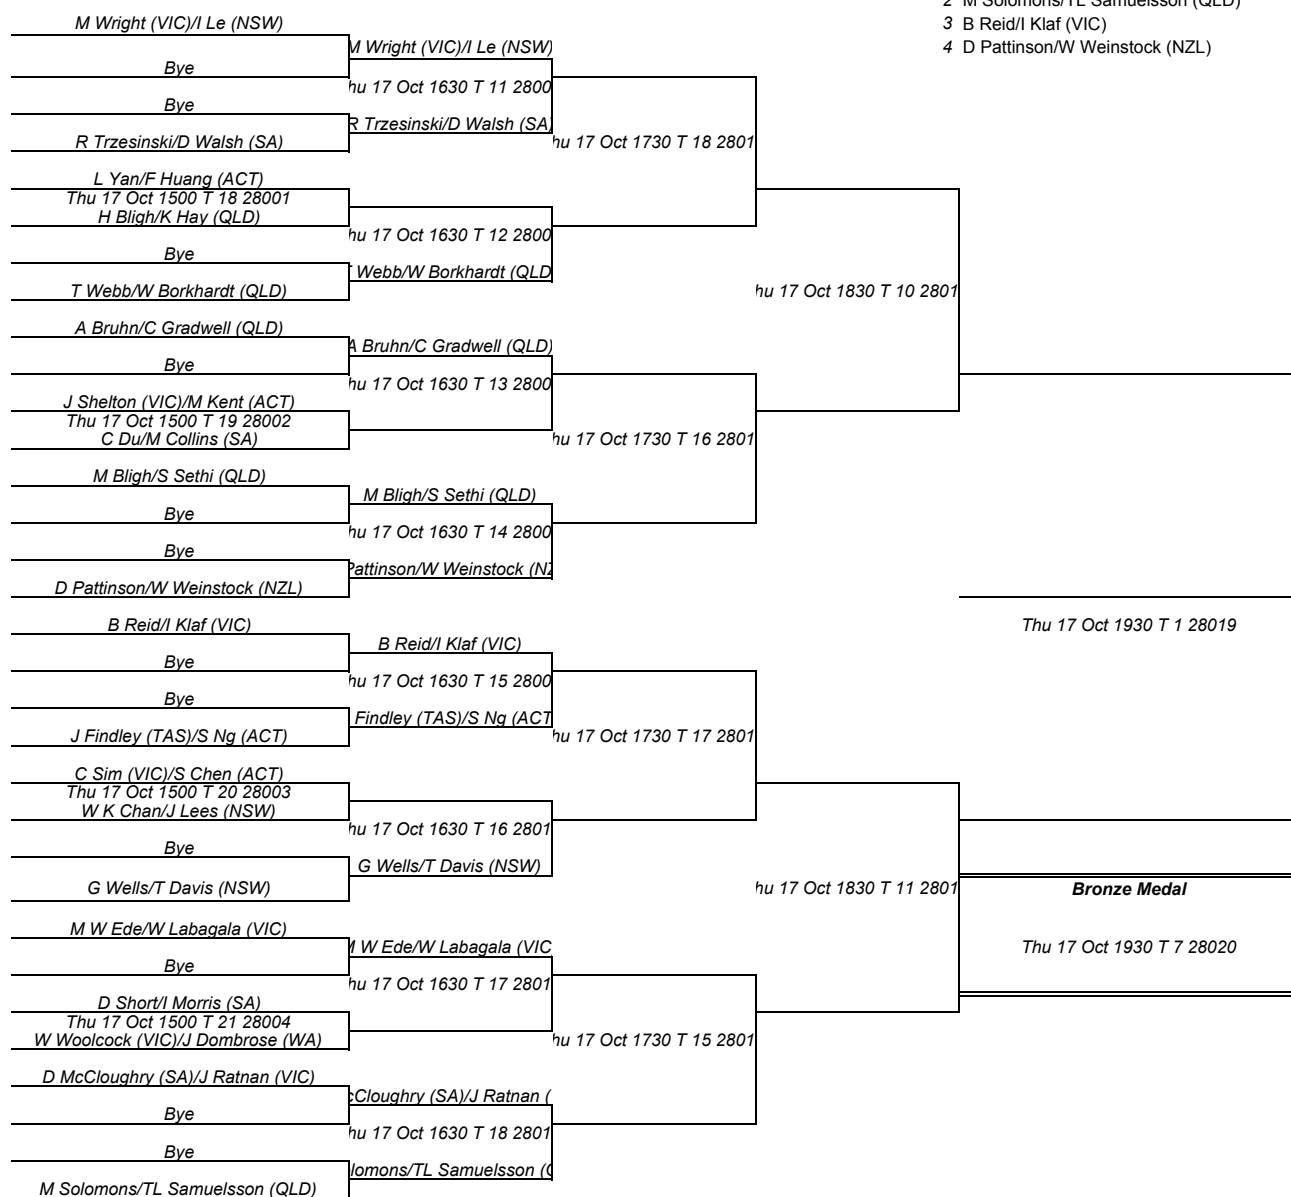 2 M Solomons/TL Samuelsson (QLD)
3 B Reid/I Klaf (VIC)
4 D Pattinson/W Weinstock (NZL)
M Wright (VIC)/I Le (NSW)
Bye
Bye
R Trzesinski/D Walsh (SA)
L Yan/F Huang (ACT)
Thu 17 Oct 1500 T 18 28001
H Bligh/K Hay (QLD)
Bye
T Webb/W Borkhardt (QLD)
A Bruhn/C Gradwell (QLD)
Bye
J Shelton (VIC)/M Kent (ACT)
Thu 17 Oct 1500 T 19 28002
C Du/M Collins (SA)
M Bligh/S Sethi (QLD)
Bye
Bye
D Pattinson/W Weinstock (NZL)
B Reid/I Klaf (VIC)
Bye
Bye
J Findley (TAS)/S Ng (ACT)
C Sim (VIC)/S Chen (ACT)
Thu 17 Oct 1500 T 20 28003
W K Chan/J Lees (NSW)
Bye
G Wells/T Davis (NSW)
M W Ede/W Labagala (VIC)
Bye
D Short/I Morris (SA)
Thu 17 Oct 1500 T 21 28004
W Woolcock (VIC)/J Dombrose (WA)
D McCloughry (SA)/J Ratnan (VIC)
Bye
Bye
M Solomons/TL Samuelsson (QLD)
M Wright (VIC)/I Le (NSW)
hu 17 Oct 1630 T 11 2800
R Trzesinski/D Walsh (SA)
hu 17 Oct 1630 T 12 2800
Webb/W Borkhardt (QLD
A Bruhn/C Gradwell (QLD)
hu 17 Oct 1630 T 13 2800
M Bligh/S Sethi (QLD)
hu 17 Oct 1630 T 14 2800
Pattinson/W Weinstock (NZ
B Reid/I Klaf (VIC)
hu 17 Oct 1630 T 15 2800
Findley (TAS)/S Ng (ACT
hu 17 Oct 1630 T 16 2801
G Wells/T Davis (NSW)
M W Ede/W Labagala (VIC
hu 17 Oct 1630 T 17 2801
cCloughry (SA)/J Ratnan (
hu 17 Oct 1630 T 18 2801
lomons/TL Samuelsson (Q
hu 17 Oct 1730 T 18 2801
hu 17 Oct 1730 T 16 2801
hu 17 Oct 1730 T 17 2801
hu 17 Oct 1730 T 15 2801
hu 17 Oct 1830 T 10 2801
hu 17 Oct 1830 T 11 2801
Thu 17 Oct 1930 T 1 28019
Bronze Medal
Thu 17 Oct 1930 T 7 28020